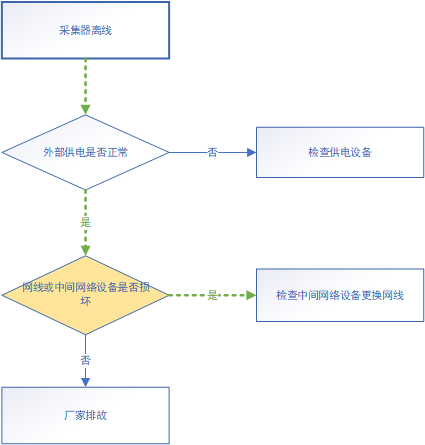 采集器离线
外部供电是否正常
否
检查供电设备
是
网线或中间网络设备是否损
坏
是
检查中间网络设备更换网线
否
厂家排故